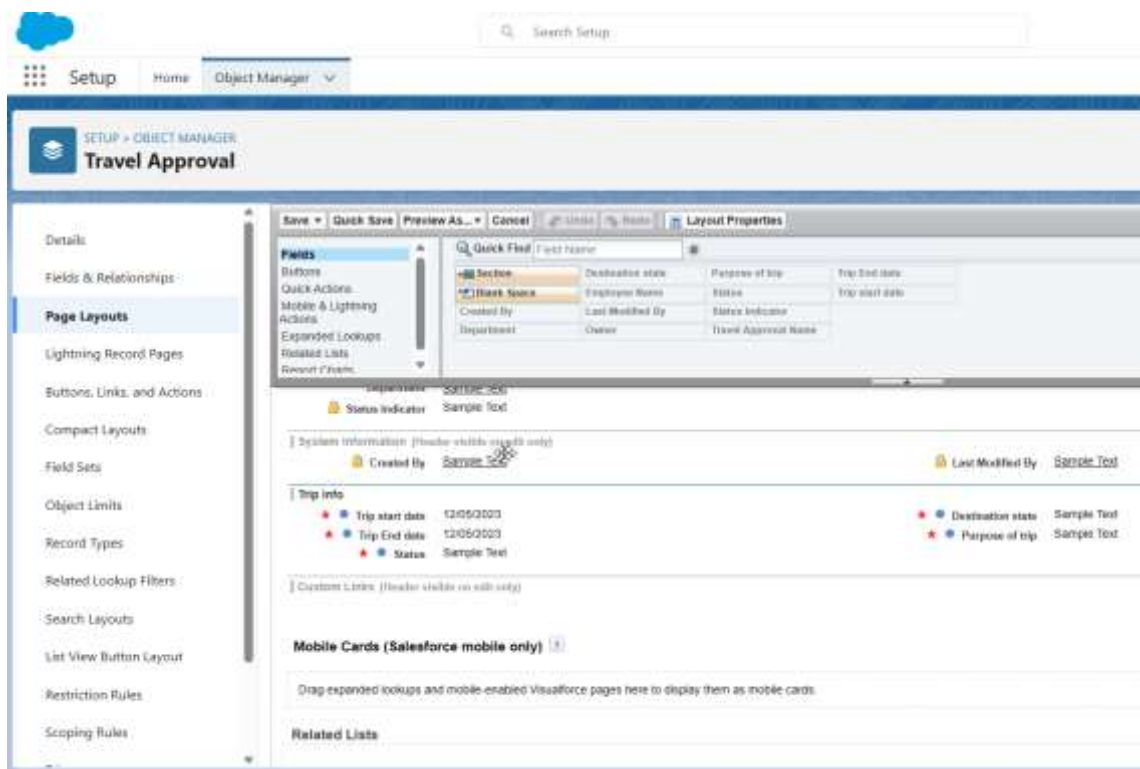 Search Setup
Setup Home Object Manager
SETUP > OBJECT MANAGER
Travel Approval
Details
Fields & Relationships
Page Layouts
Lightning Record Pages
Buttons, Links, and Actions
Compact Layouts
Field Sets
Object Limits
Record Types
Related Lookup Filters
Search Layouts
List View Button Layout
Restriction Rules
Scoping Rules
Save Quick Save Preview As... Cancel Undo Redo Layout Properties
Fields
Buttons
Quick Actions
Mobile & Lightning
Actions
Expanded Lookups
Related Lists
Report Charts
Quick Find Field Name
Section Destination state Purpose of trip Trip End date
Blank Space Employee Name Status Trip start date
Created By Last Modified By Status Indicator
Department Owner Travel Approval Name
Department Sample Text
Status Indicator Sample Text
System Information (Header visible on edit only)
Created By Sample Text Last Modified By Sample Text
Trip info
Trip start date 12/05/2023 Destination state Sample Text
Trip End date 12/05/2023 Purpose of trip Sample Text
Status Sample Text
Custom Links (Header visible on edit only)
Mobile Cards (Salesforce mobile only)
Drag expanded lookups and mobile-enabled Visualforce pages here to display them as mobile cards.
Related Lists